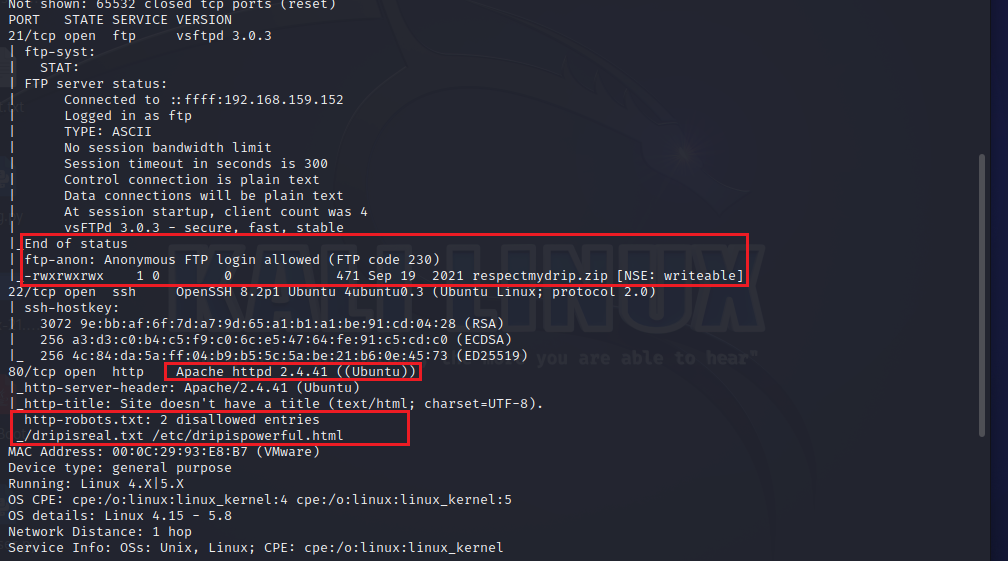 Not shown: 65532 closed tcp ports (reset)
PORT   STATE SERVICE VERSION
21/tcp open  ftp     vsftpd 3.0.3
| ftp-syst:
|   STAT:
| FTP server status:
|      Connected to ::ffff:192.168.159.152
|      Logged in as ftp
|      TYPE: ASCII
|      No session bandwidth limit
|      Session timeout in seconds is 300
|      Control connection is plain text
|      Data connections will be plain text
|      At session startup, client count was 4
|      vsFTPd 3.0.3 - secure, fast, stable
|_End of status
| ftp-anon: Anonymous FTP login allowed (FTP code 230)
|_-rwxrwxrwx    1 0        0             471 Sep 19  2021 respectmydrip.zip [NSE: writeable]
22/tcp open  ssh     OpenSSH 8.2p1 Ubuntu 4ubuntu0.3 (Ubuntu Linux; protocol 2.0)
| ssh-hostkey:
|   3072 9e:bb:af:6f:7d:a7:9d:65:a1:b1:a1:be:91:cd:04:28 (RSA)
|   256 a3:d3:c0:b4:c5:f9:c0:6c:e5:47:64:fe:91:c5:cd:c0 (ECDSA)
|_  256 4c:84:da:5a:ff:04:b9:b5:5c:5a:be:21:b6:0e:45:73 (ED25519)
80/tcp open  http    Apache httpd 2.4.41 ((Ubuntu))
|_http-server-header: Apache/2.4.41 (Ubuntu)
|_http-title: Site doesn't have a title (text/html; charset=UTF-8).
| http-robots.txt: 2 disallowed entries
|_/dripisreal.txt /etc/dripispowerful.html
MAC Address: 00:0C:29:93:E8:B7 (VMware)
Device type: general purpose
Running: Linux 4.X|5.X
OS CPE: cpe:/o:linux:linux_kernel:4 cpe:/o:linux:linux_kernel:5
OS details: Linux 4.15 - 5.8
Network Distance: 1 hop
Service Info: OSs: Unix, Linux; CPE: cpe:/o:linux:linux_kernel
KALI LINUX
you are able to hear"